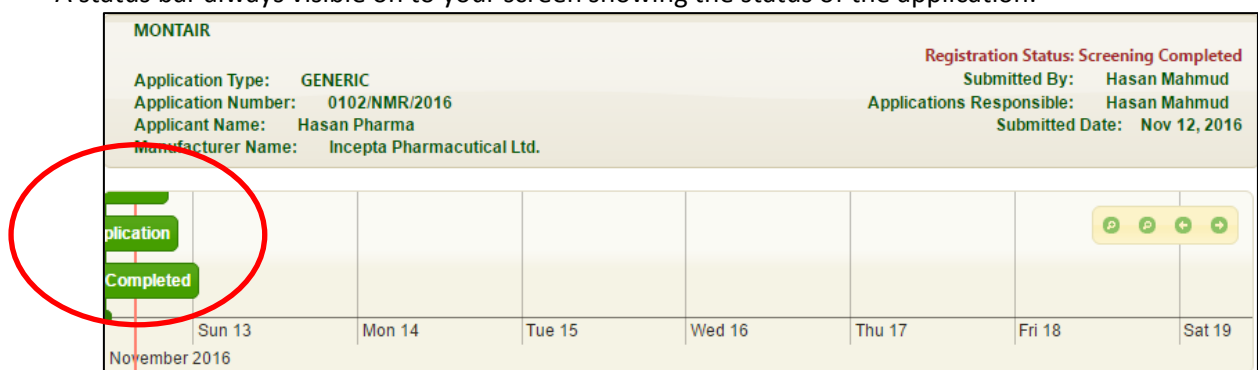 A status bar always visible on to your screen showing the status of the application.
MONTAIR
Registration Status: Screening Completed
Application Type: GENERIC
Submitted By: Hasan Mahmud
Application Number: 0102/NMR/2016
Applications Responsible: Hasan Mahmud
Applicant Name: Hasan Pharma
Submitted Date: Nov 12, 2016
Manufacturer Name: Incepta Pharmacutical Ltd.
plication
Completed
Sun 13 Mon 14 Tue 15 Wed 16 Thu 17 Fri 18 Sat 19
November 2016